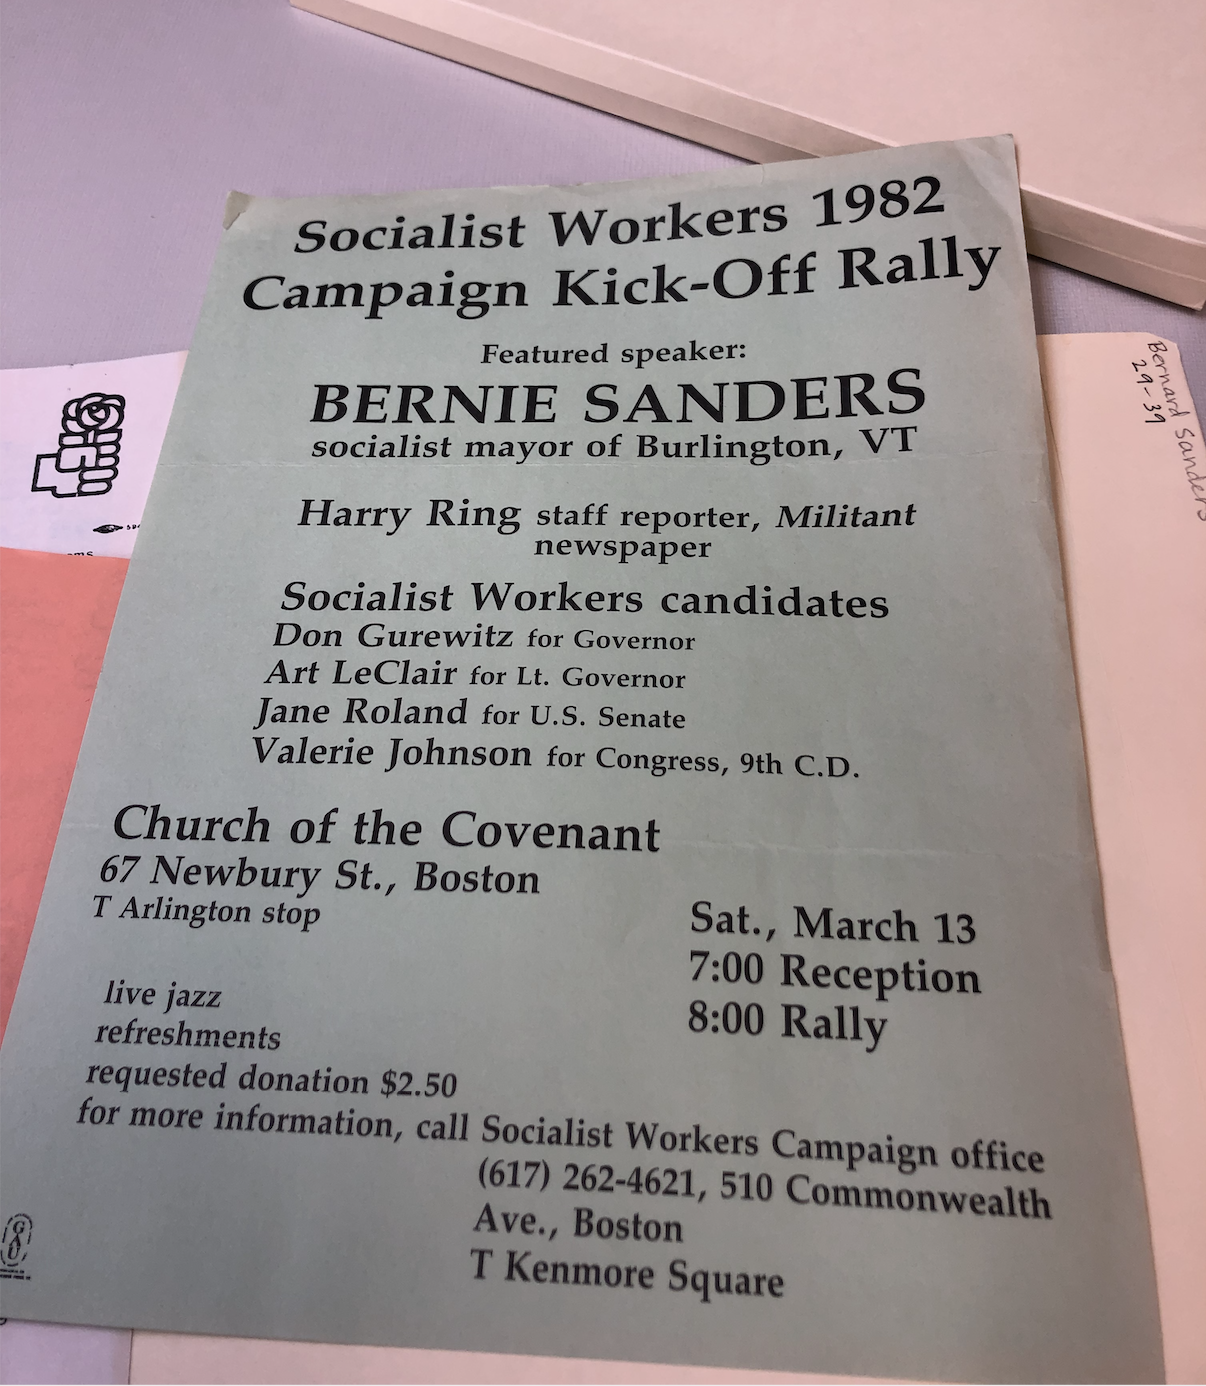 Socialist Workers 1982
Campaign Kick-Off Rally
Featured speaker:
BERNIE SANDERS
socialist mayor of Burlington, VT
Harry Ring staff reporter, Militant
newspaper
Socialist Workers candidates
Don Gurewitz for Governor
Art LeClair for Lt. Governor
Jane Roland for U.S. Senate
Valerie Johnson for Congress, 9th C.D.
Church of the Covenant
67 Newbury St., Boston
T Arlington stop
Sat., March 13
7:00 Reception
8:00 Rally
live jazz
refreshments
requested donation $2.50
for more information, call Socialist Workers Campaign office
(617) 262-4621, 510 Commonwealth
Ave., Boston
T Kenmore Square
Bernard Sanders
29-39